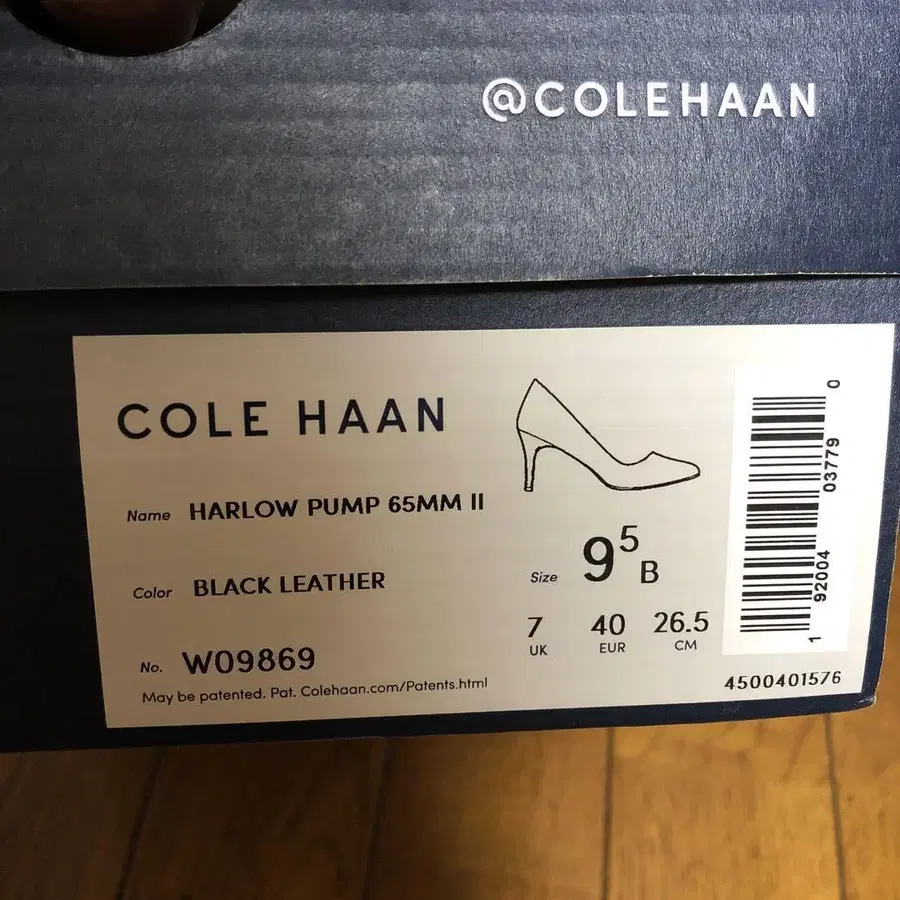 @COLEHAAN
COLE HAAN
Name HARLOW PUMP 65MM II
Color BLACK LEATHER
No. W09869
May be patented. Pat. Colehaan.com/Patents.html
Size 9⁵ B
7 40 26.5
UK EUR CM
1 92004 03779 0
4500401576